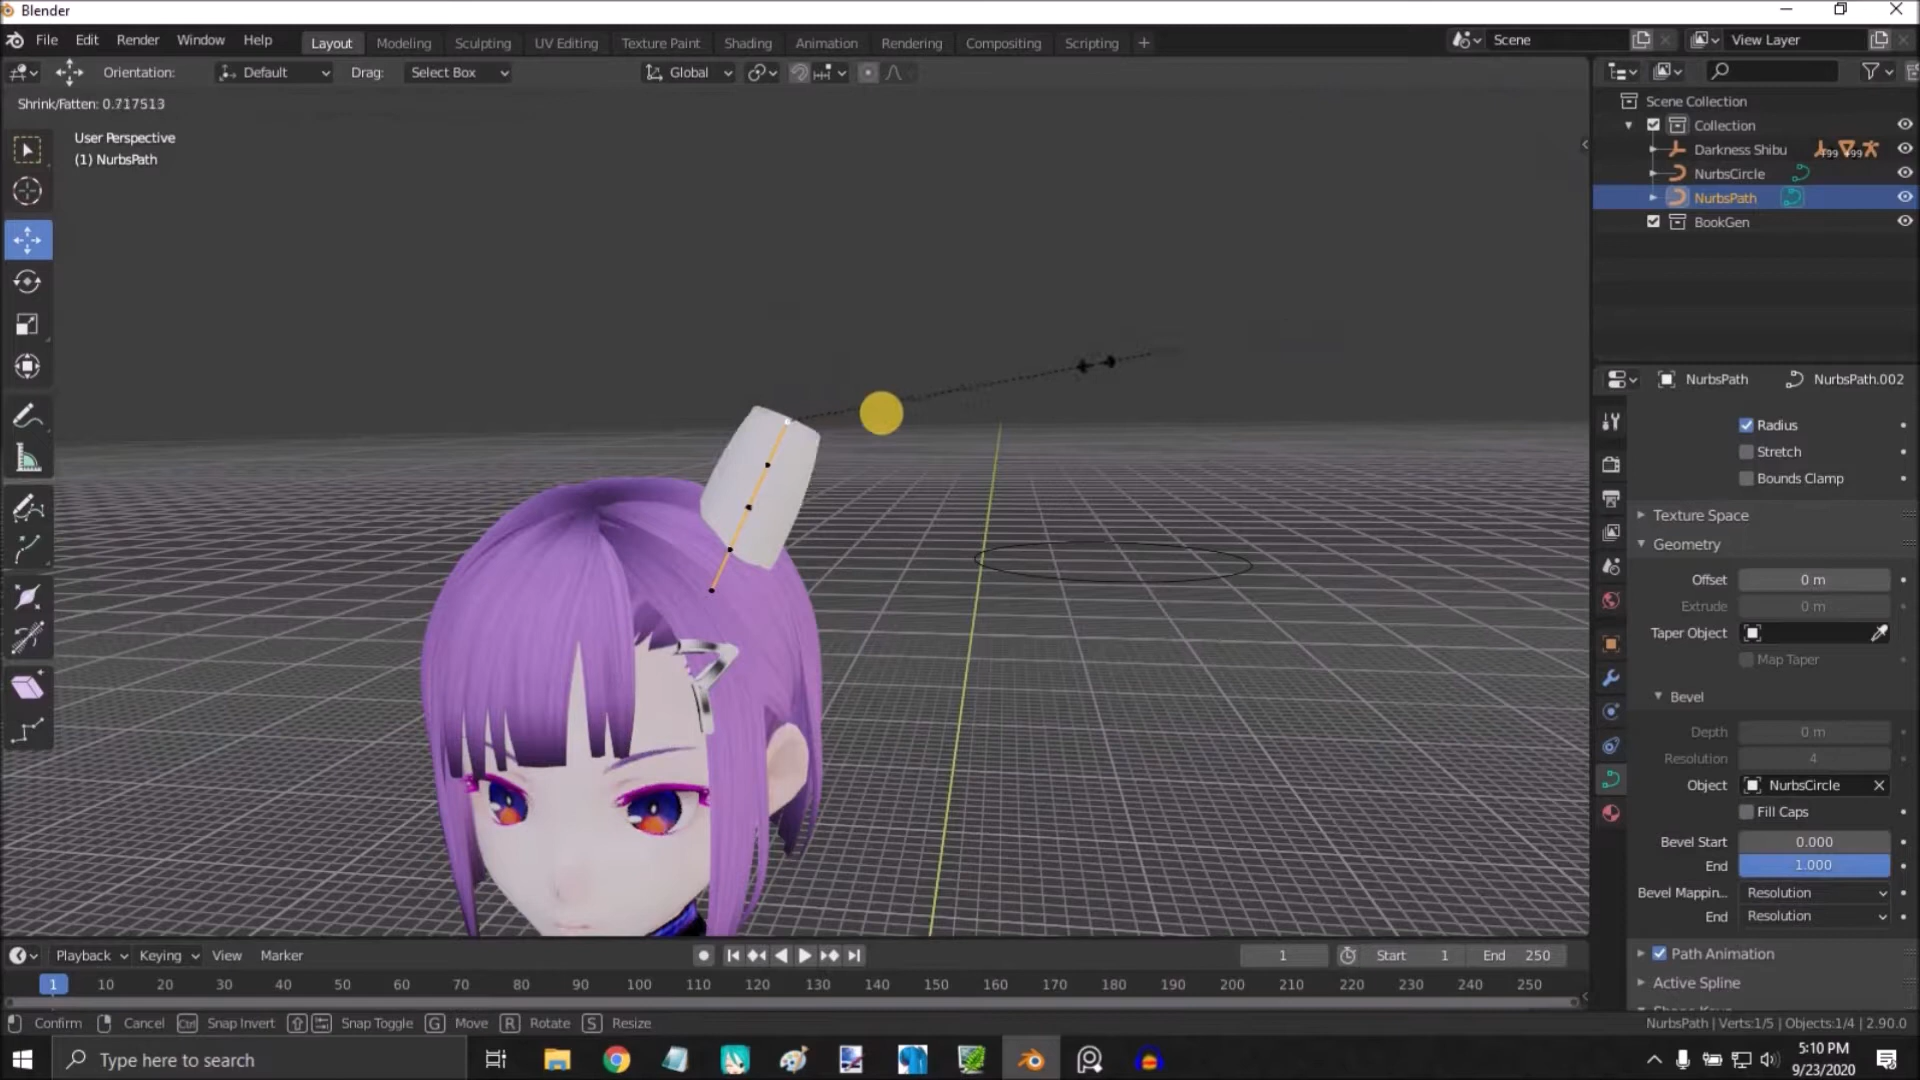 Blender
File Edit Render Window Help Layout Modeling Sculpting UV Editing Texture Paint Shading Animation Rendering Compositing Scripting + Scene View Layer
Orientation: Default Drag: Select Box Global
Shrink/Fatten: 0.717513
User Perspective
(1) NurbsPath
Scene Collection
Collection
Darkness Shibu +99 +99
NurbsCircle
NurbsPath
BookGen
NurbsPath NurbsPath.002
Radius
Stretch
Bounds Clamp
Texture Space
Geometry
Offset 0 m
Extrude 0 m
Taper Object
Map Taper
Bevel
Depth 0 m
Resolution 4
Object NurbsCircle
Fill Caps
Bevel Start 0.000
End 1.000
Bevel Mappin... Resolution
End Resolution
Path Animation
Active Spline
Playback Keying View Marker 1 Start 1 End 250
1 10 20 30 40 50 60 70 80 90 100 110 120 130 140 150 160 170 180 190 200 210 220 230 240 250
Confirm Cancel Ctrl Snap Invert Snap Toggle G Move R Rotate S Resize NurbsPath | Verts:1/5 | Objects:1/4 | 2.90.0
Type here to search
5:10 PM
9/23/2020